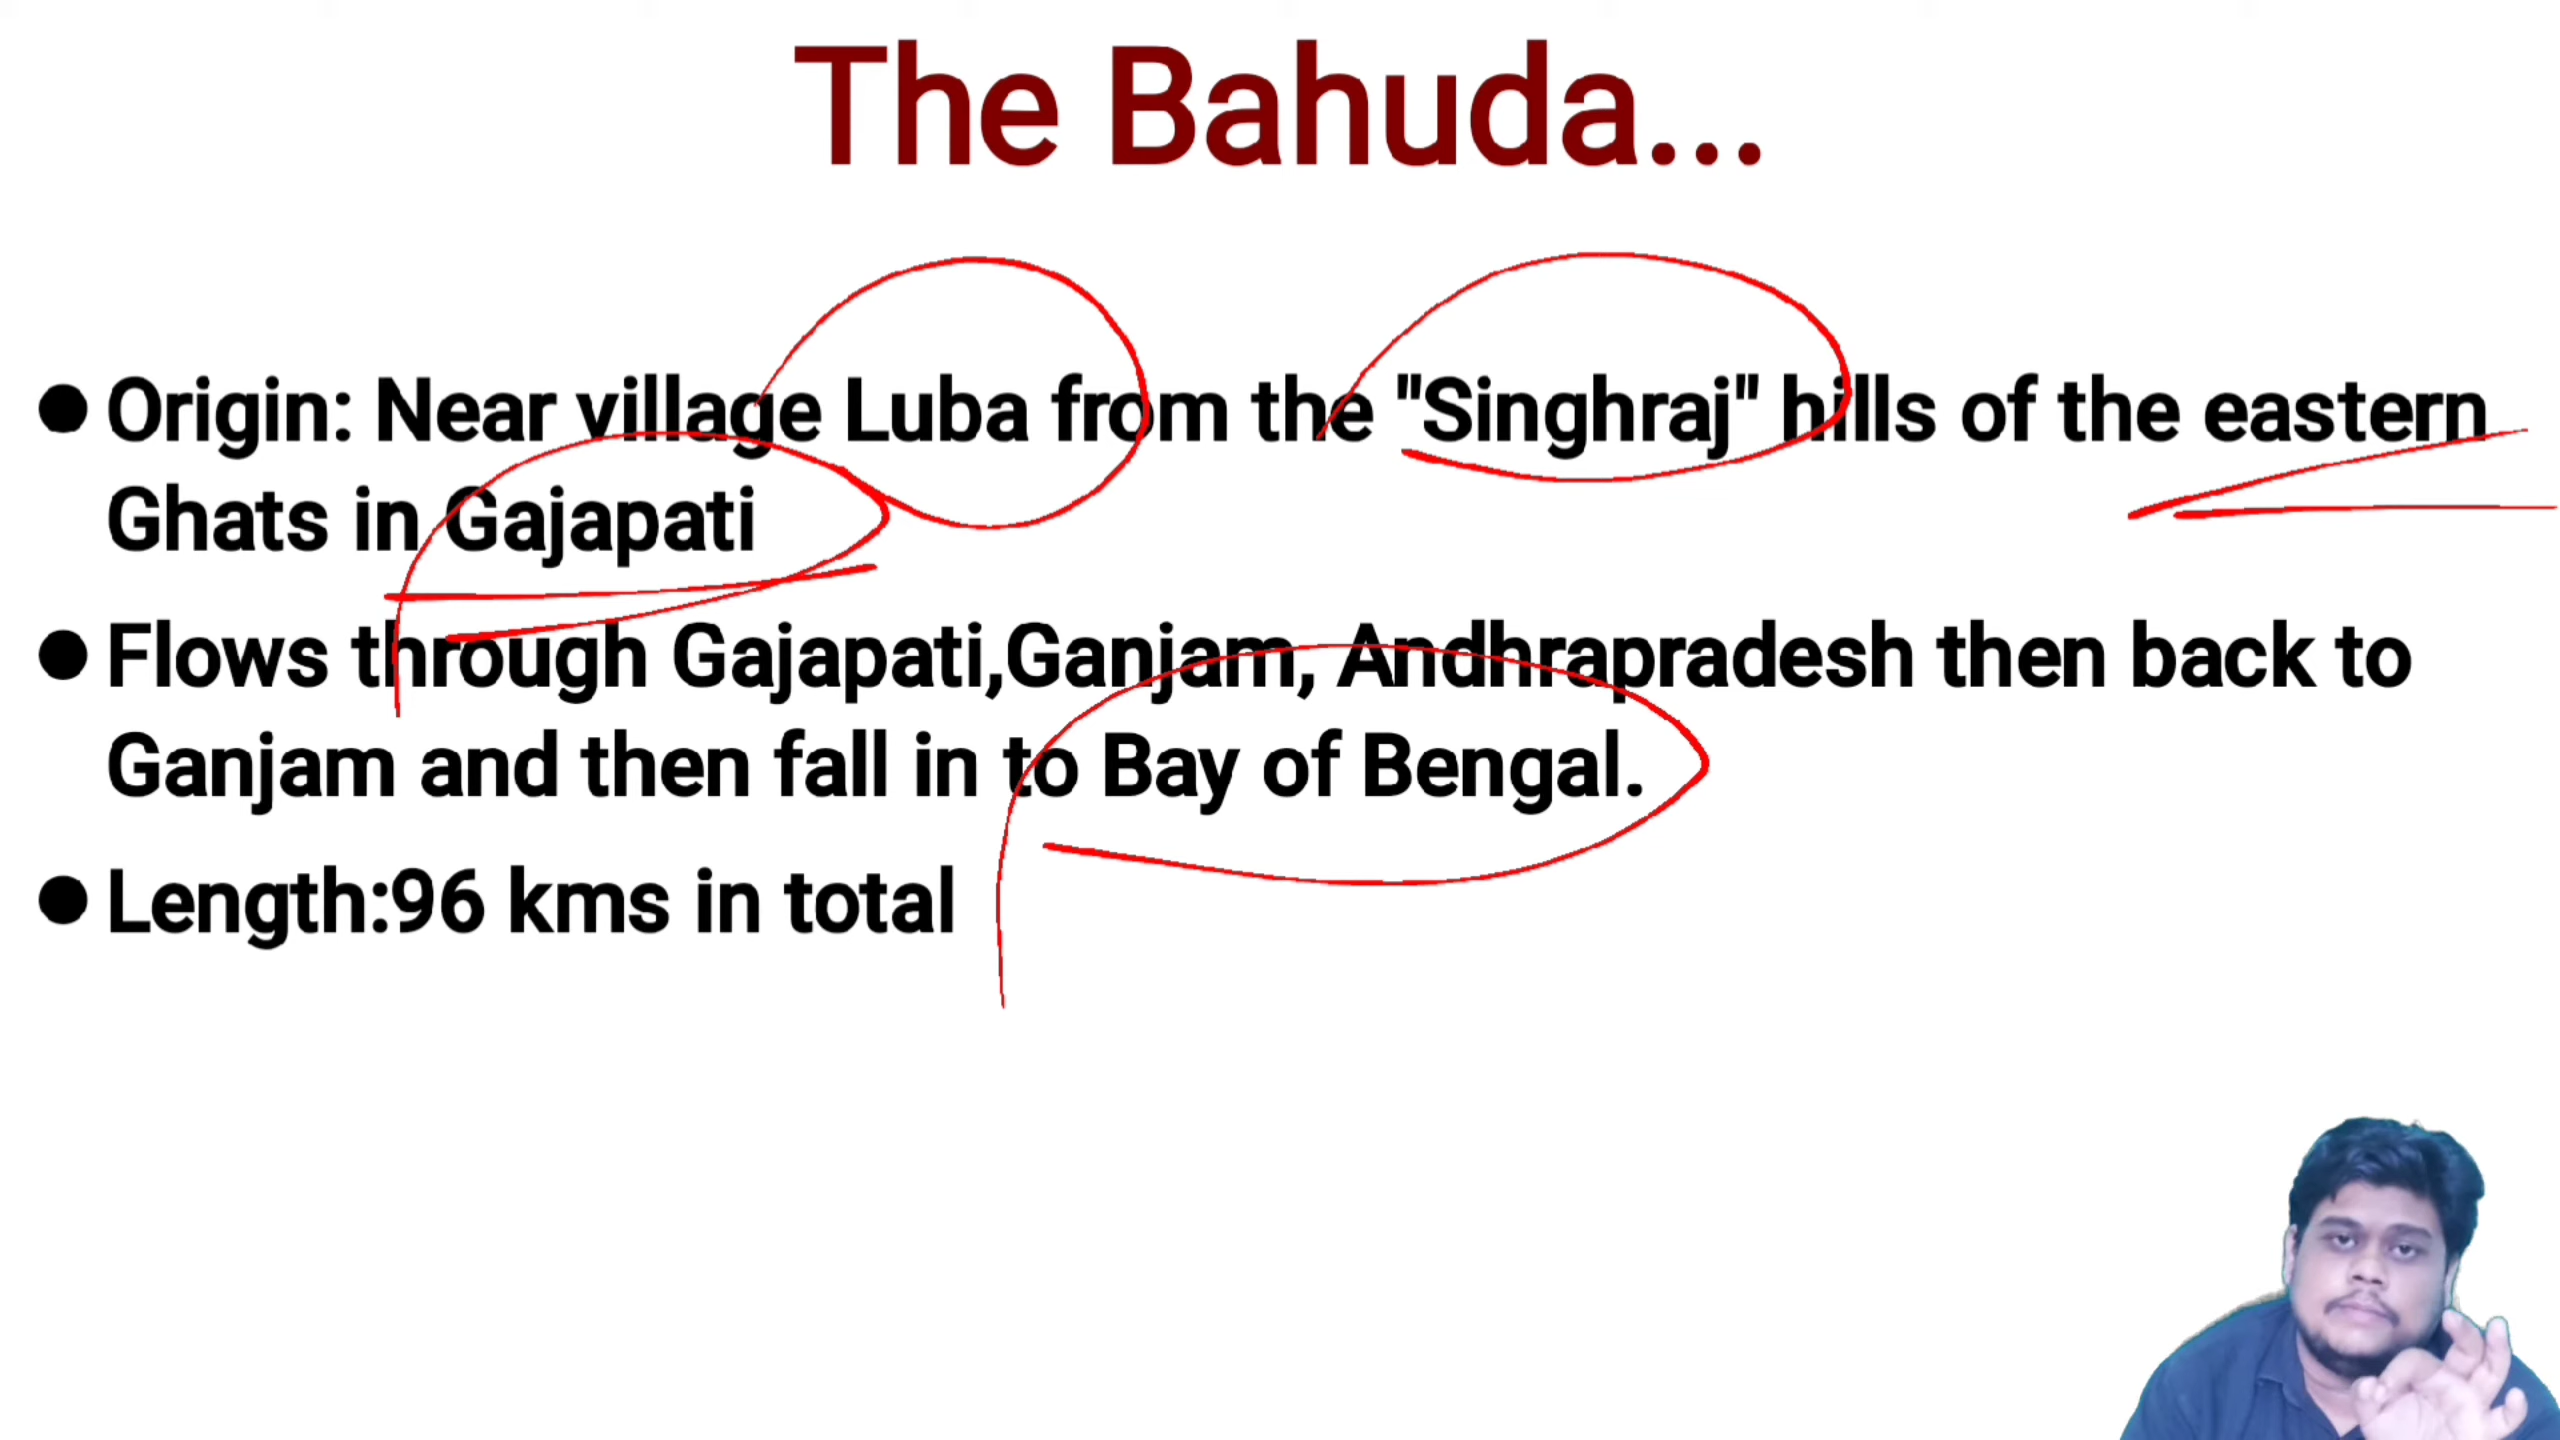 The Bahuda...
● Origin: Near village Luba from the "Singhraj" hills of the eastern
Ghats in Gajapati
● Flows through Gajapati,Ganjam, Andhrapradesh then back to
Ganjam and then fall in to Bay of Bengal.
● Length:96 kms in total